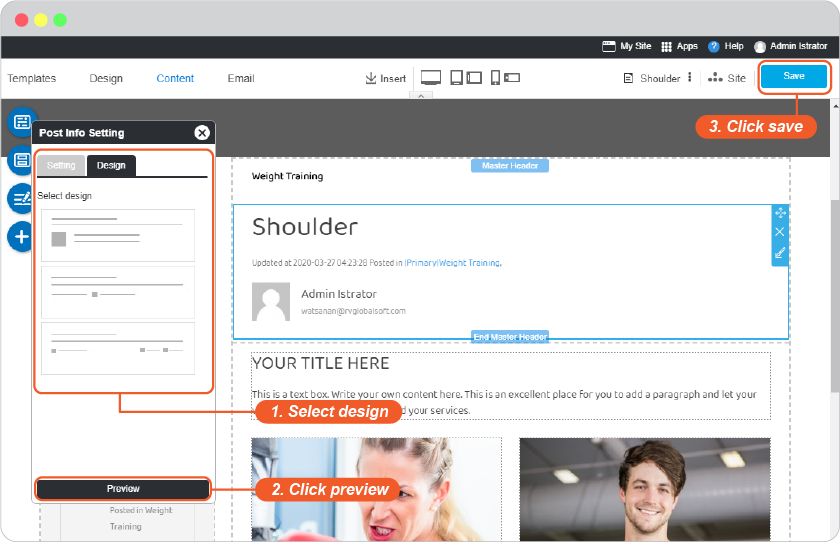 My Site Apps ? Help Admin Istrator
Templates Design Content Email Insert Shoulder Site Save
3. Click save
Post Info Setting
Setting Design
Select design
Master Header
Weight Training
Shoulder
Updated at 2020-03-27 04:23:28 Posted in (Primary)Weight Training,
Admin Istrator
watsanan@rvglobalsoft.com
End Master Header
YOUR TITLE HERE
This is a text box. Write your own content here. This is an excellent place for you to add a paragraph and let your
d your services.
1. Select design
Preview
2. Click preview
Posted in Weight
Training